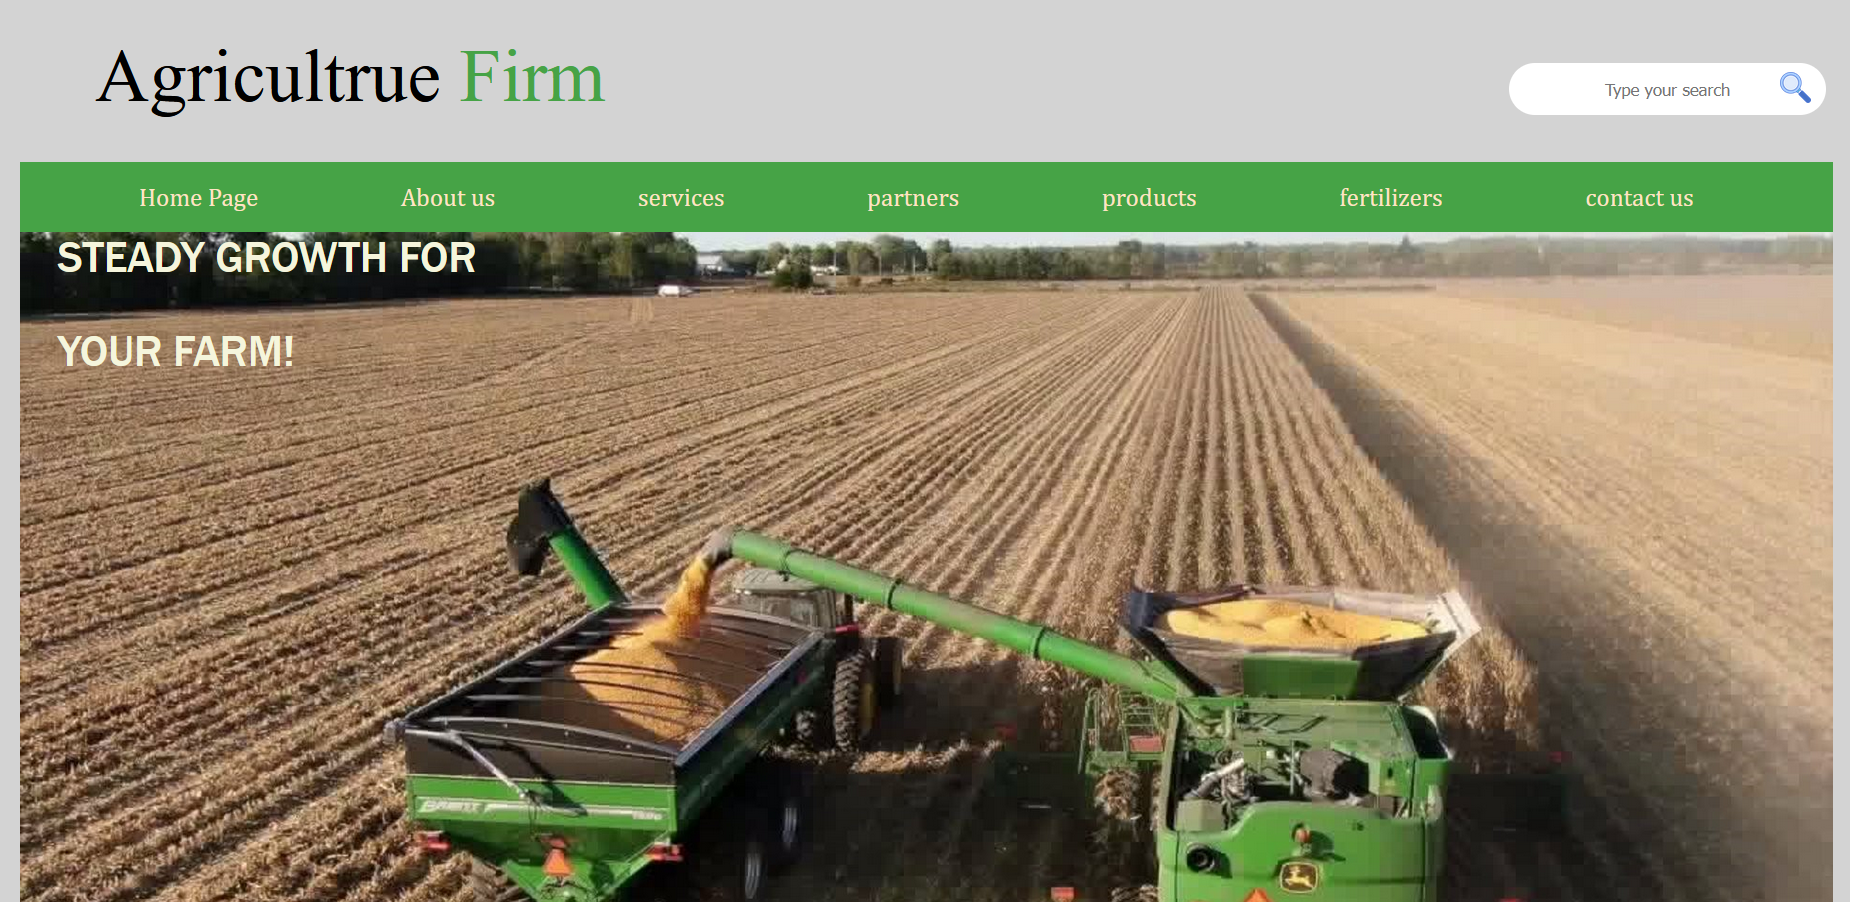 Agricultrue Firm
Type your search
Home Page About us services partners products fertilizers contact us
STEADY GROWTH FOR
YOUR FARM!